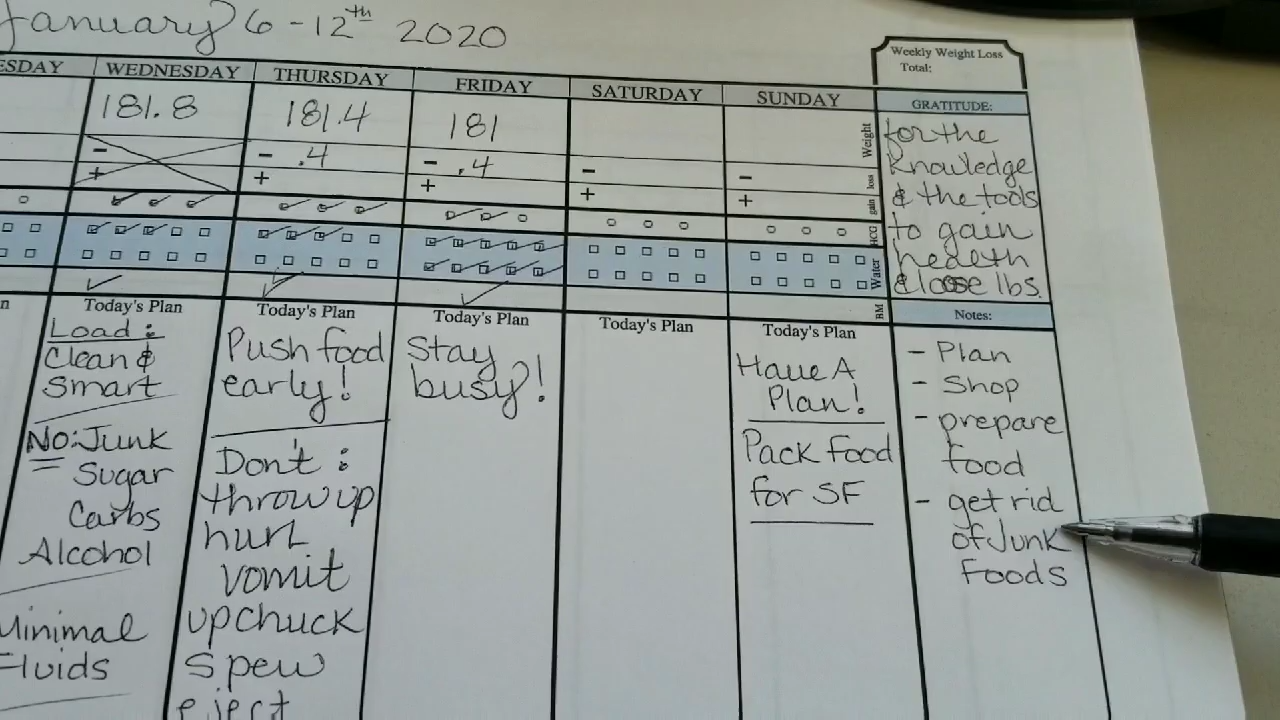 January 6-12th 2020
Weekly Weight Loss
Total:
ESDAY
WEDNESDAY
THURSDAY
FRIDAY
SATURDAY
SUNDAY
GRATITUDE:
181.8
181.4
181
Weight
- 
- .4
- .4
-
-
loss
+
+
+
+
+
gain
HCG
Water
BM
for the
knowledge
& the tools
to gain
heleth
& loose lbs.
n
Today's Plan
Load:
Clean &
Smart
NO: Junk
Sugar
Carbs
Alcohol
Minimal
Fluids
Today's Plan
Push food
early!
Don't:
throw up
hurl
vomit
upchuck
spew
eject
Today's Plan
Stay
busy!
Today's Plan
Today's Plan
Have A
Plan!
Pack Food
for SF
Notes:
- Plan
- Shop
- prepare
food
- get rid
of Junk
Foods